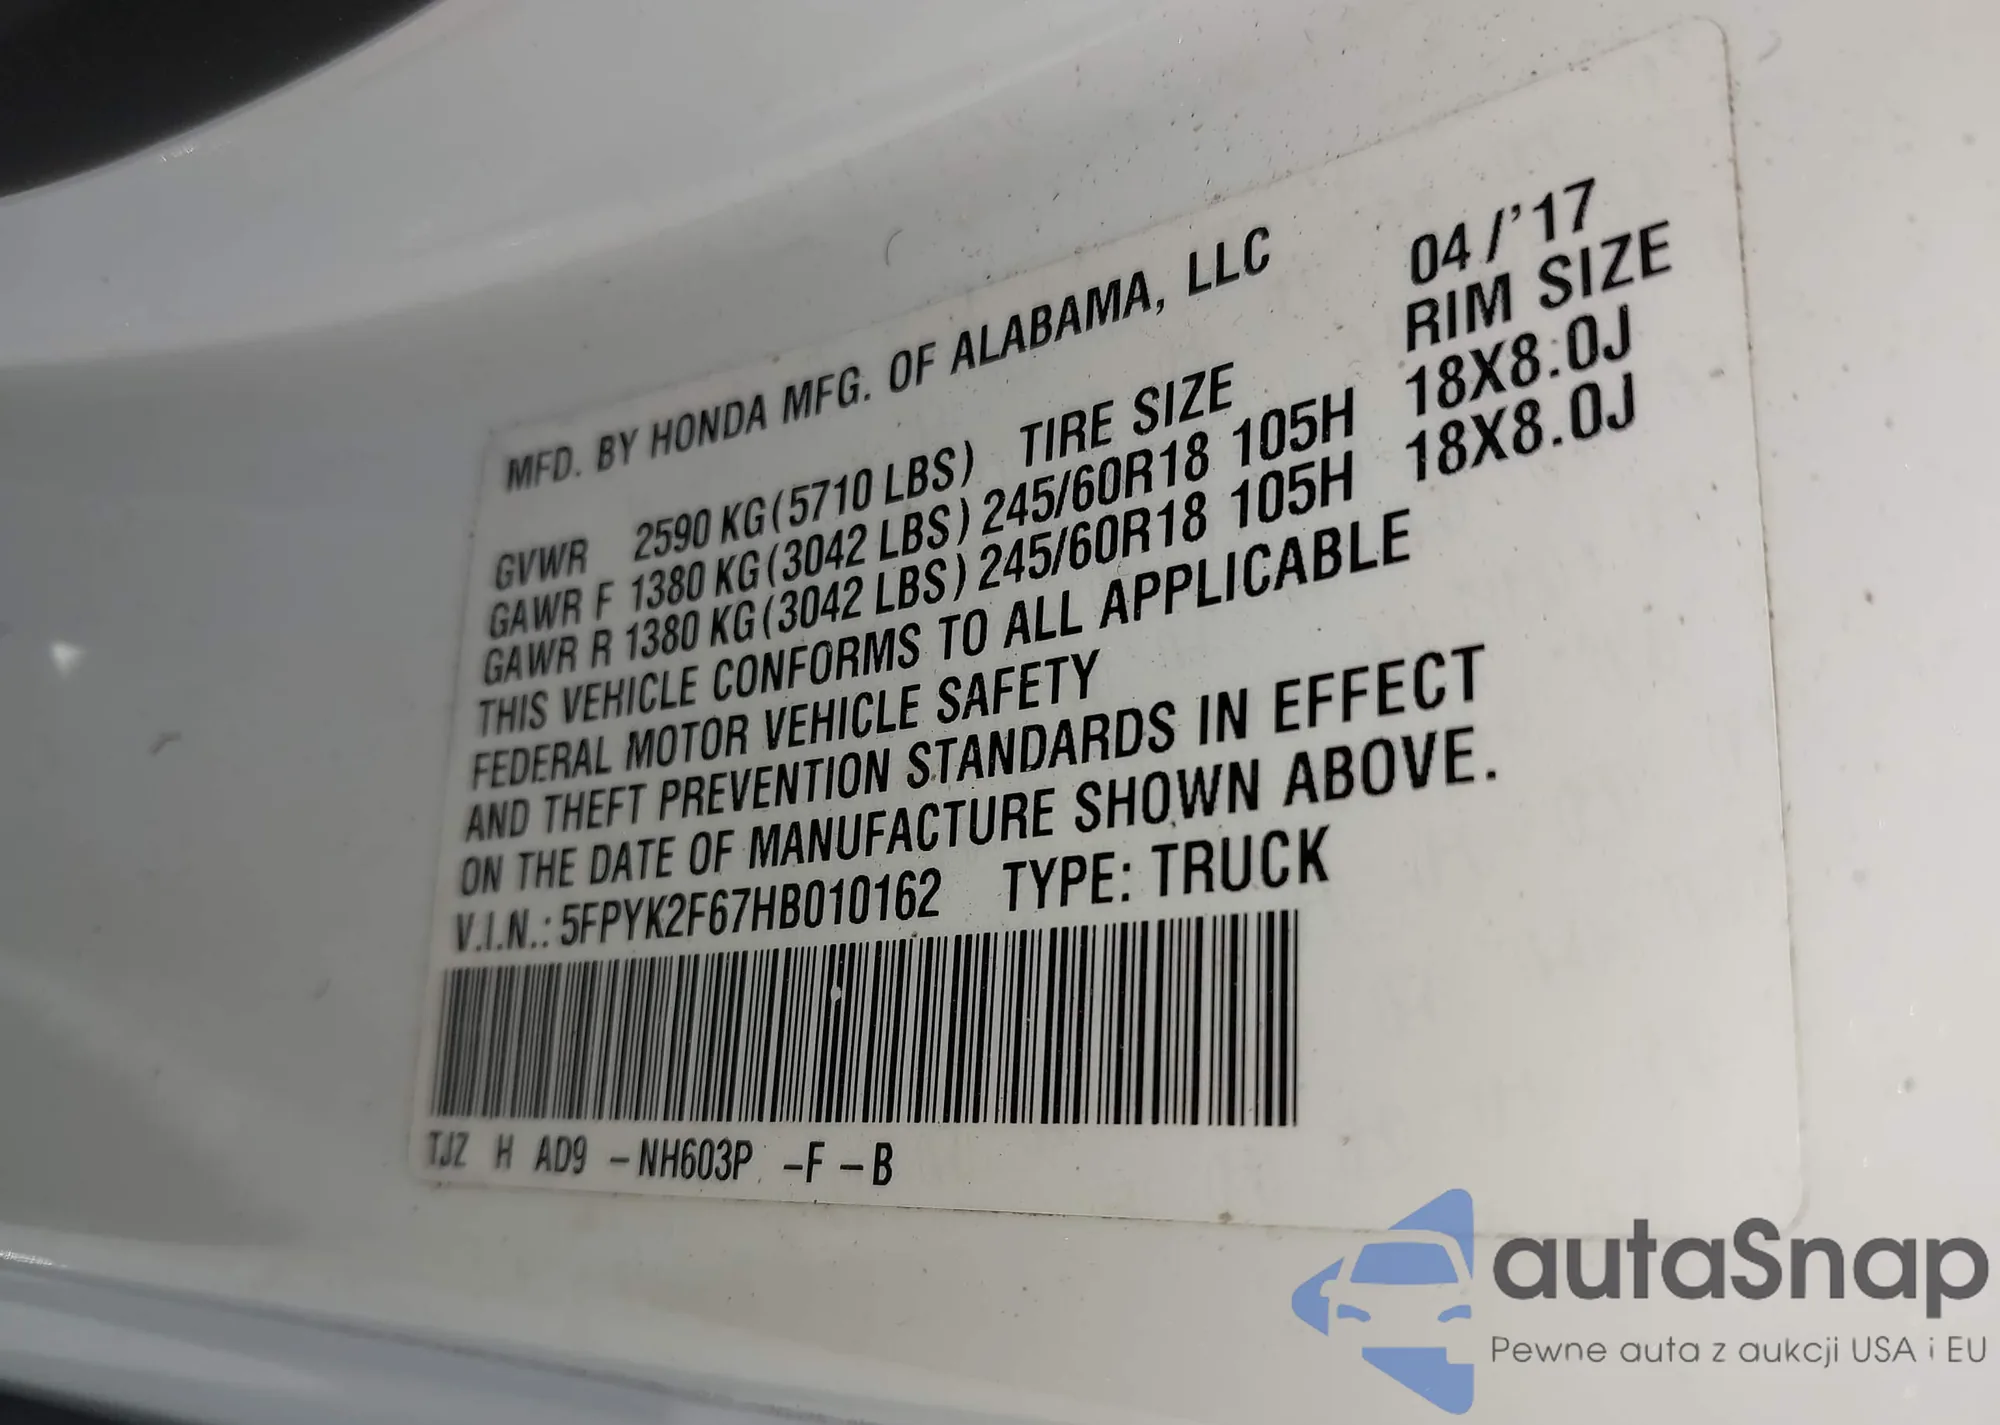 MFD. BY HONDA MFG. OF ALABAMA, LLC 04/'17
GVWR 2590 KG(5710 LBS) TIRE SIZE RIM SIZE
GAWR F 1380 KG(3042 LBS) 245/60R18 105H 18X8.0J
GAWR R 1380 KG(3042 LBS) 245/60R18 105H 18X8.0J
THIS VEHICLE CONFORMS TO ALL APPLICABLE
FEDERAL MOTOR VEHICLE SAFETY
AND THEFT PREVENTION STANDARDS IN EFFECT
ON THE DATE OF MANUFACTURE SHOWN ABOVE.
V.I.N.: 5FPYK2F67HB010162 TYPE: TRUCK
TJZ H AD9 -NH603P -F -B
autaSnap
Pewne auta z aukcji USA i EU